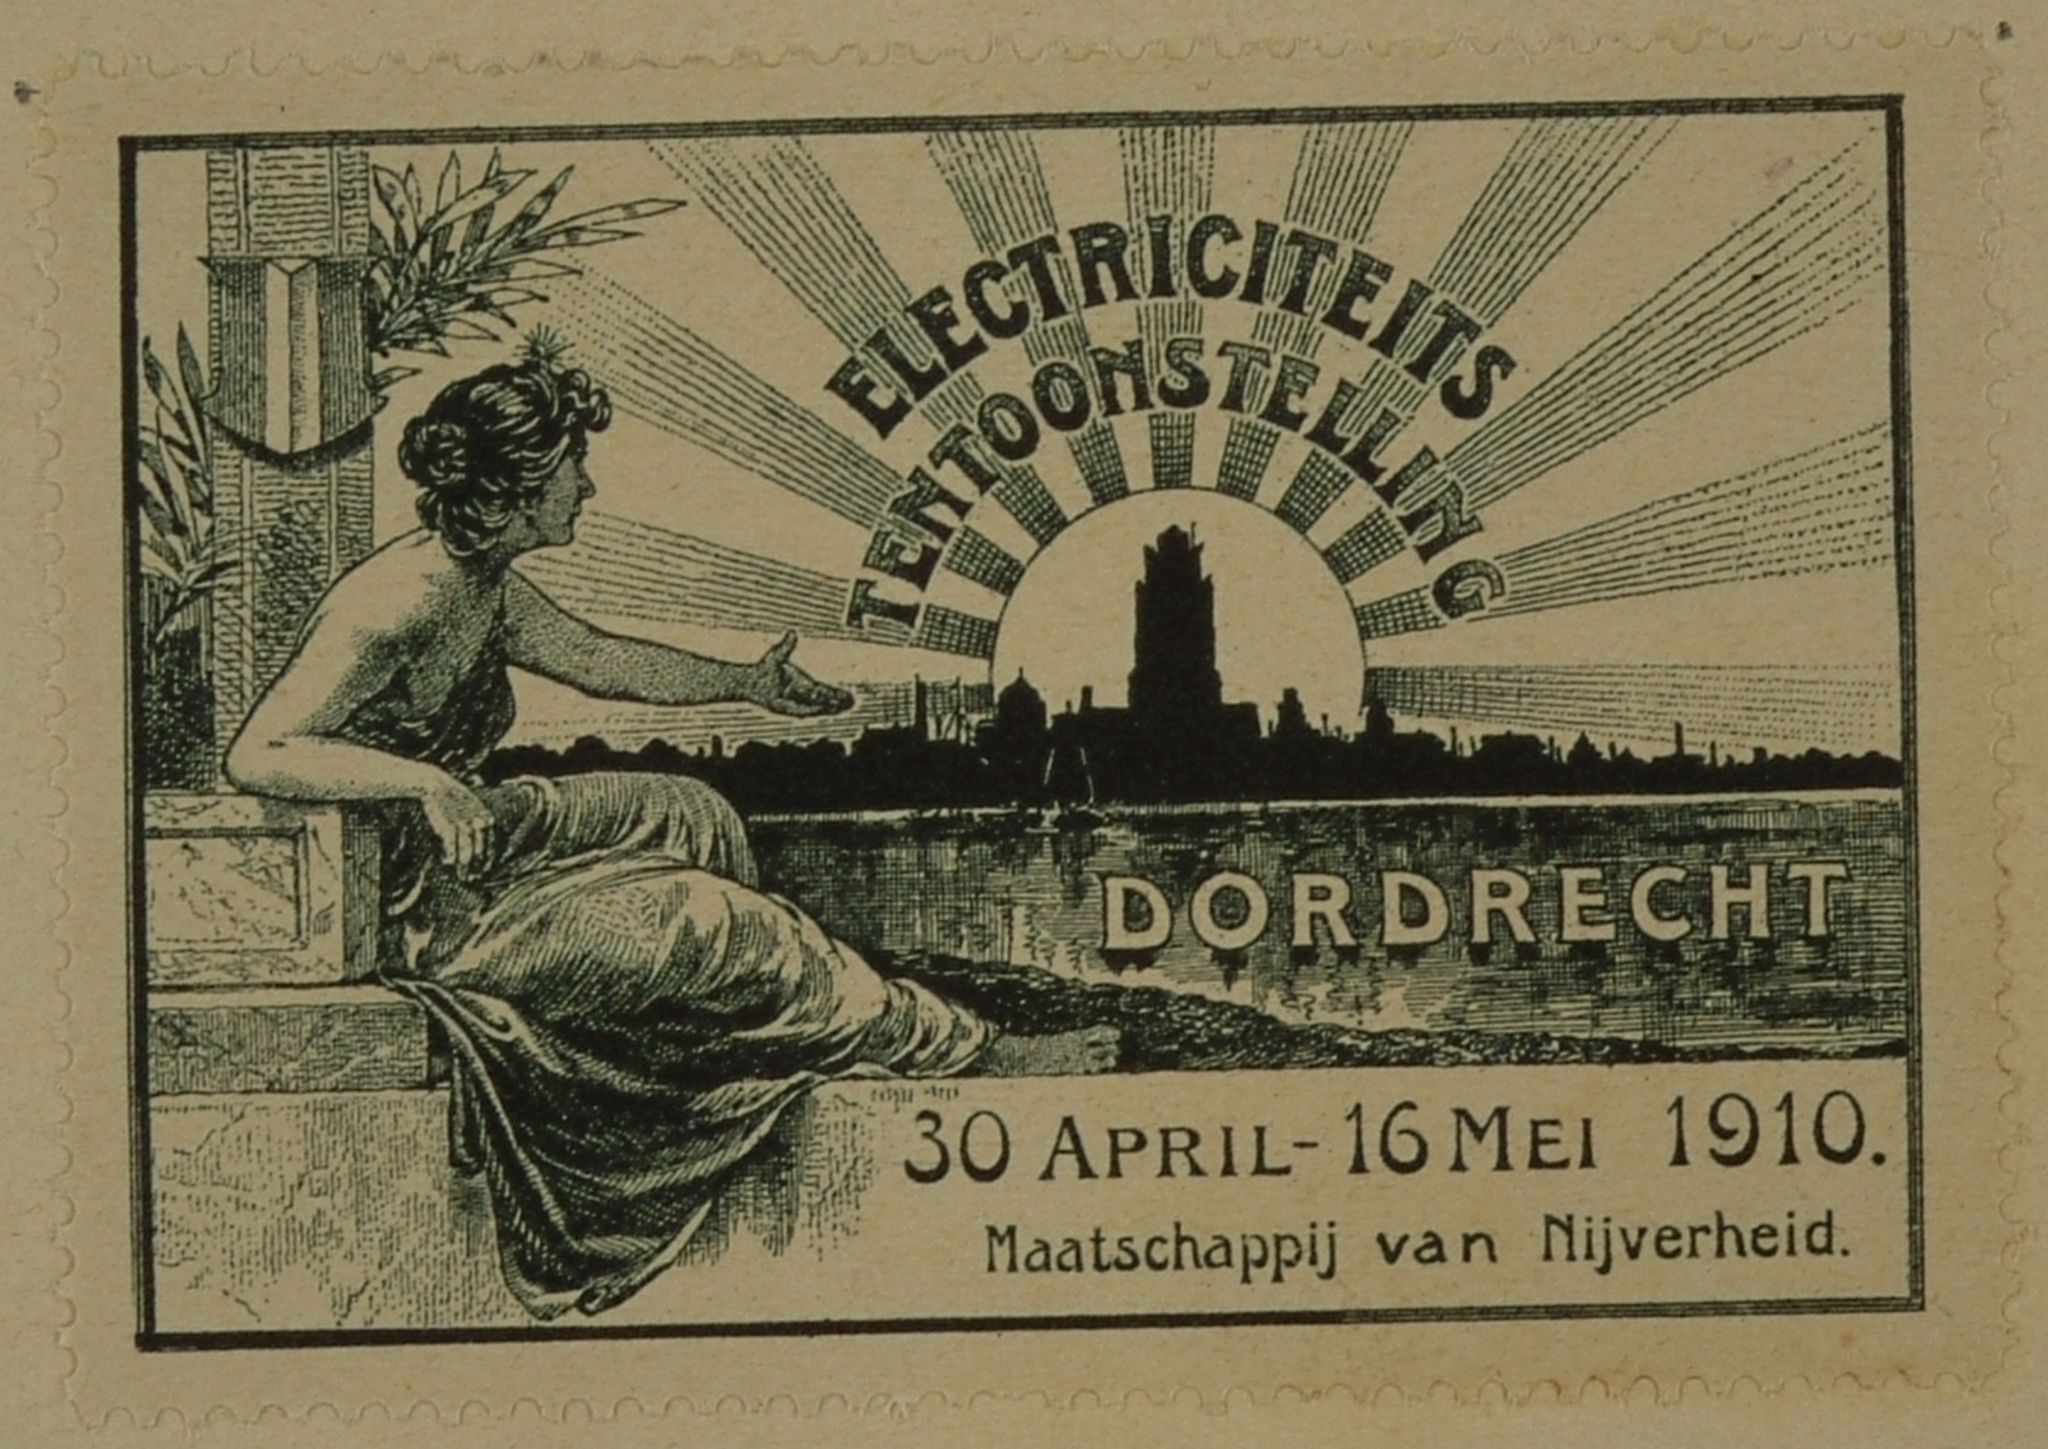 ELECTRICITEITS
TENTOONSTELLING
DORDRECHT
30 APRIL - 16 MEI 1910.
Maatschappij van Nijverheid.